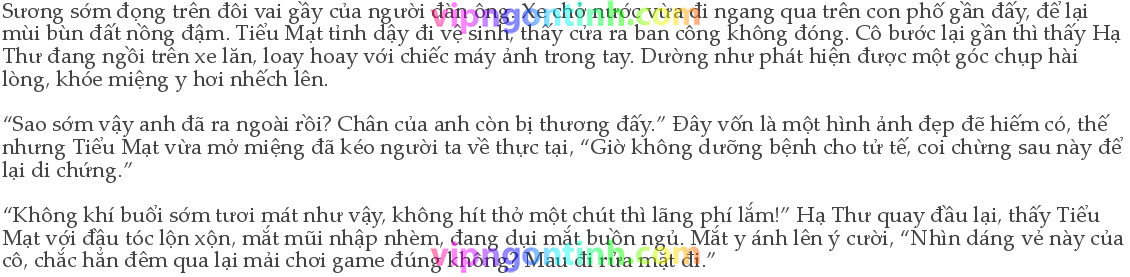 Sương sớm đọng trên đôi vai gầy của người đàn ông. Xe chở nước vừa đi ngang qua trên con phố gần đấy, để lại
mùi bùn đất nồng đậm. Tiểu Mạt tỉnh dậy đi vệ sinh, thấy cửa ra ban công không đóng. Cô bước lại gần thì thấy Hạ
Thư đang ngồi trên xe lăn, loay hoay với chiếc máy ảnh trong tay. Dường như phát hiện được một góc chụp hài
lòng, khóe miệng y hơi nhếch lên.
“Sao sớm vậy anh đã ra ngoài rồi? Chân của anh còn bị thương đấy.” Đây vốn là một hình ảnh đẹp đẽ hiếm có, thế
nhưng Tiểu Mạt vừa mở miệng đã kéo người ta về thực tại, “Giờ không dưỡng bệnh cho tử tế, coi chừng sau này để
lại di chứng.”
“Không khí buổi sớm tươi mát như vậy, không hít thở một chút thì lãng phí lắm!” Hạ Thư quay đầu lại, thấy Tiểu
Mạt với đầu tóc lộn xộn, mắt mũi nhập nhèm, đang dụi mắt buồn ngủ. Mắt y ánh lên ý cười, “Nhìn dáng vẻ này của
cô, chắc hẳn đêm qua lại mải chơi game đúng không? Mau đi rửa mặt đi.”
vipngontinh.com
vipngontinh.com